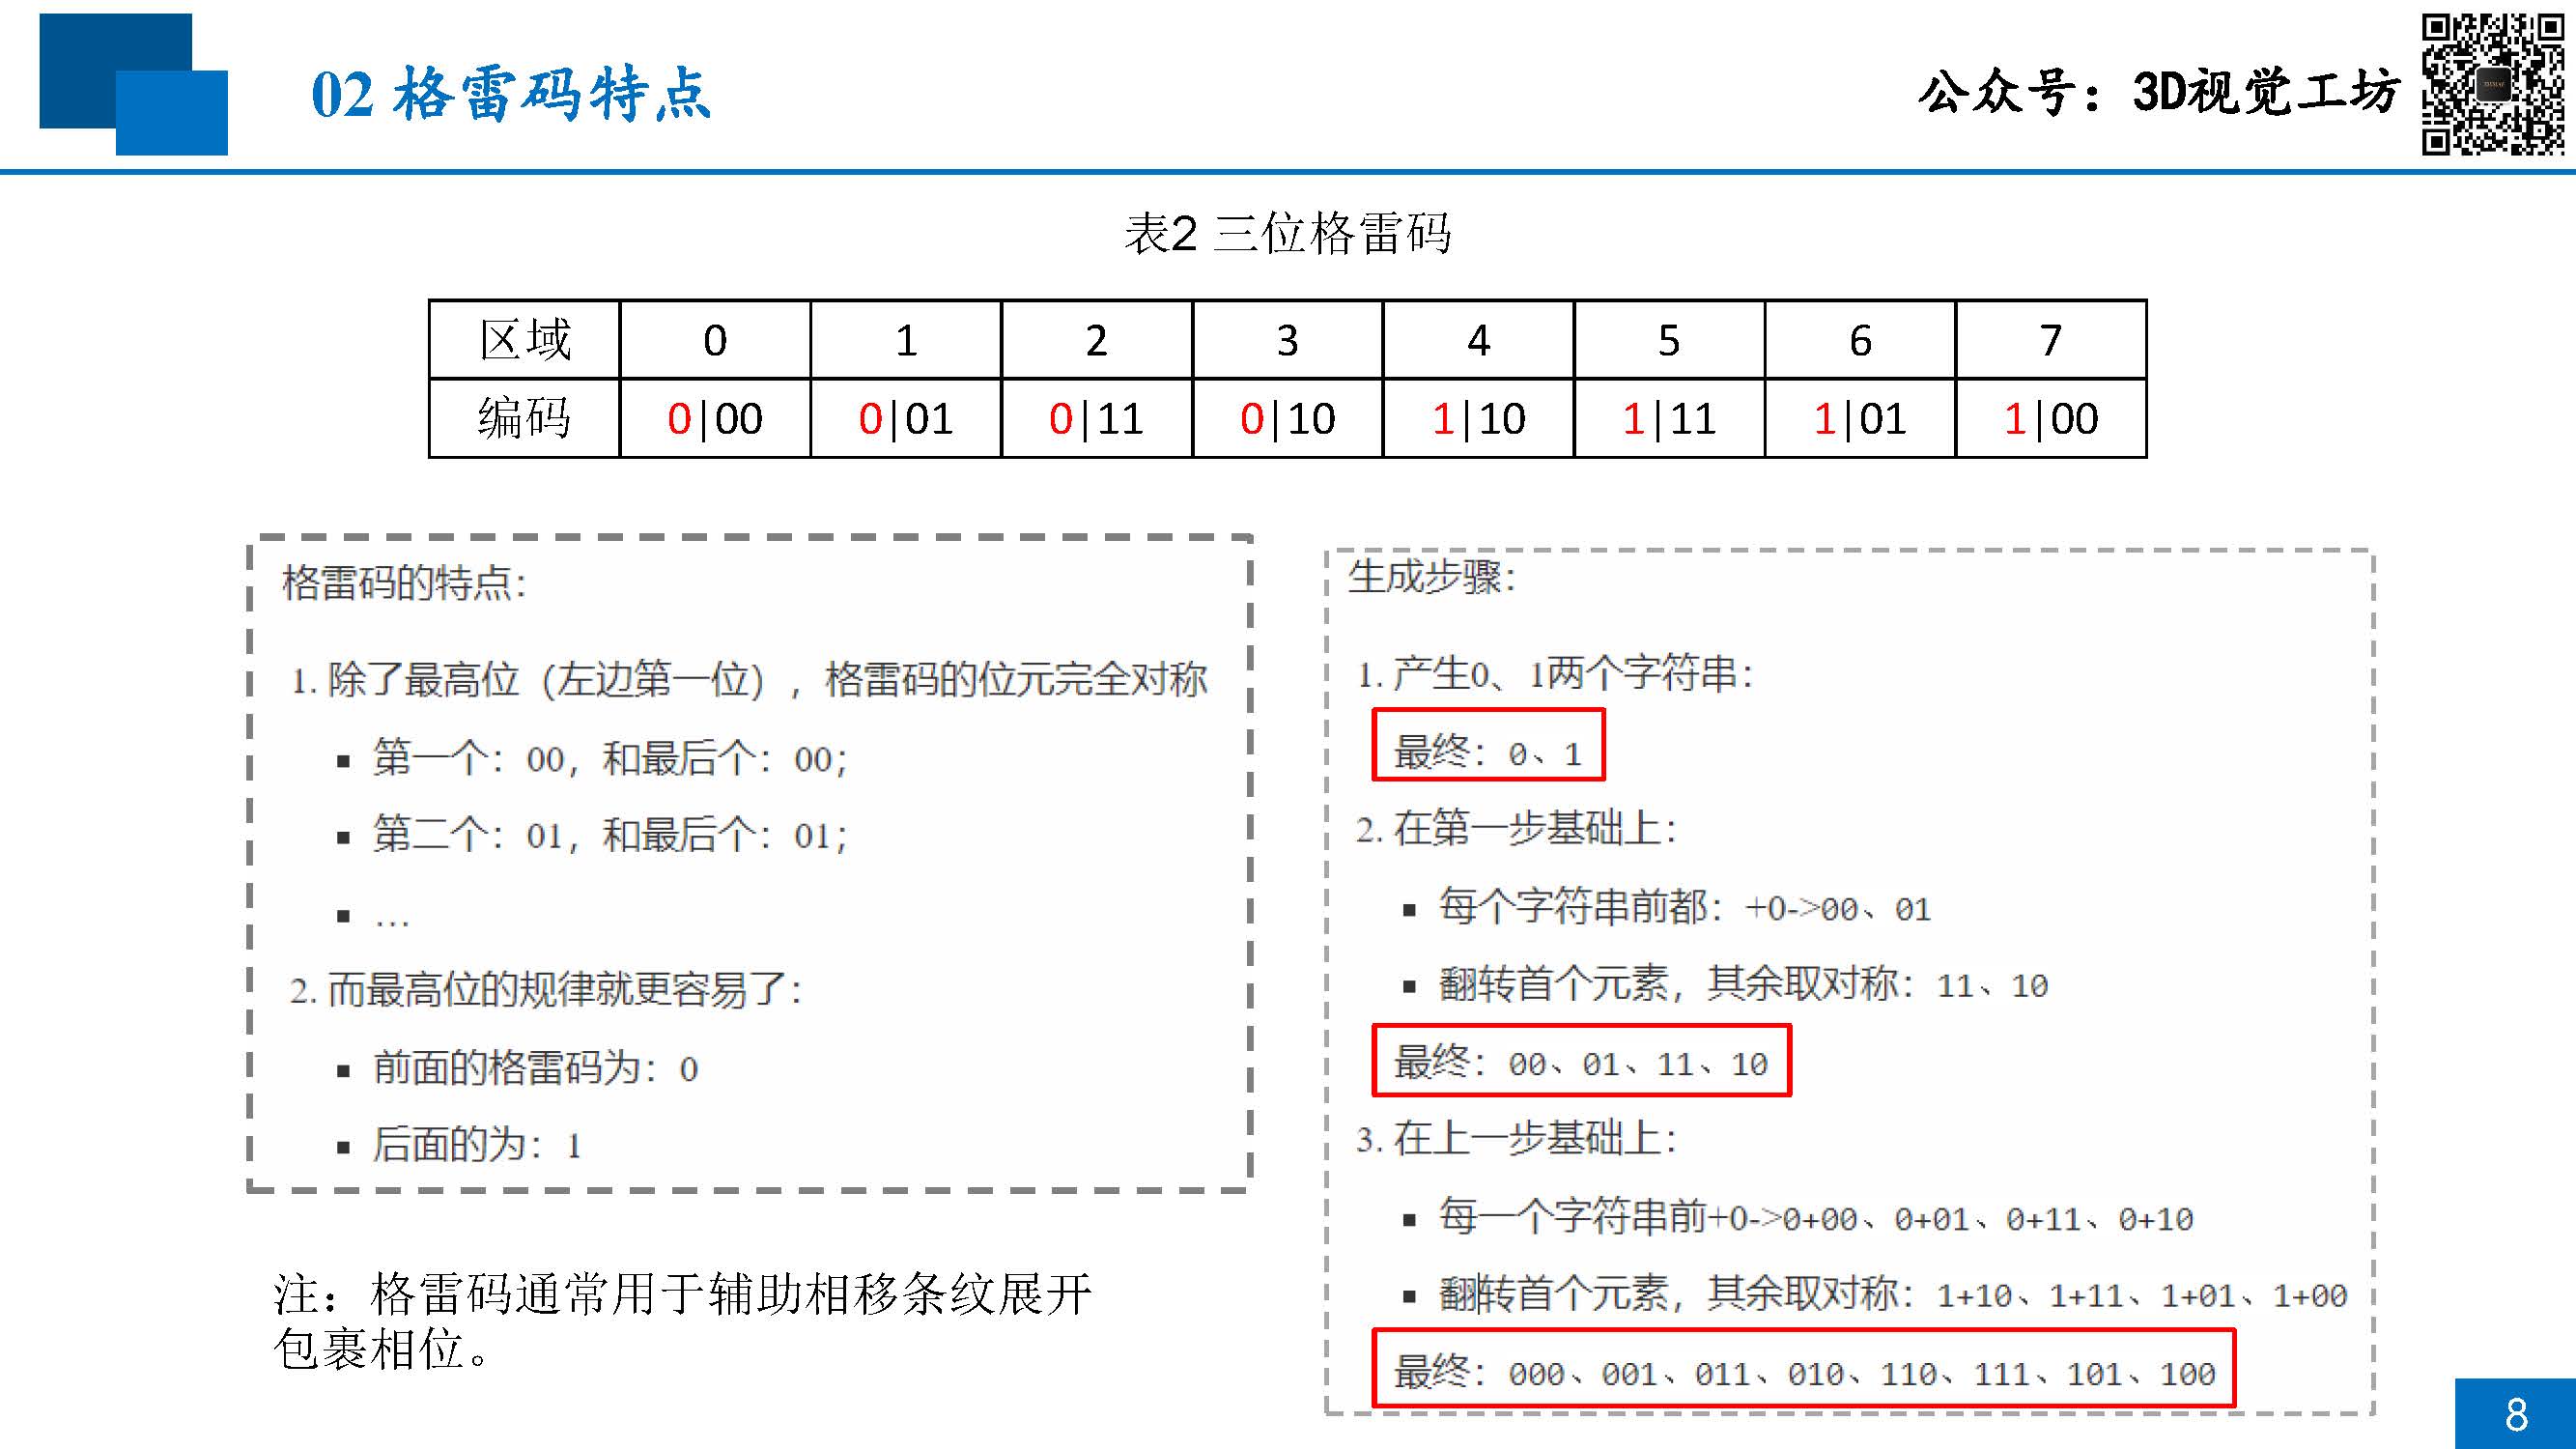 02 格雷码特点
公众号：3D视觉工坊
表2 三位格雷码
区域 0 1 2 3 4 5 6 7
编码 0|00 0|01 0|11 0|10 1|10 1|11 1|01 1|00
格雷码的特点：
1. 除了最高位（左边第一位），格雷码的位元完全对称
▪ 第一个：00，和最后个：00；
▪ 第二个：01，和最后个：01；
▪ …
2. 而最高位的规律就更容易了：
▪ 前面的格雷码为：0
▪ 后面的为：1
注：格雷码通常用于辅助相移条纹展开
包裹相位。
生成步骤：
1. 产生0、1两个字符串：
最终：0、1
2. 在第一步基础上：
▪ 每个字符串前都：+0->00、01
▪ 翻转首个元素，其余取对称：11、10
最终：00、01、11、10
3. 在上一步基础上：
▪ 每一个字符串前+0->0+00、0+01、0+11、0+10
▪ 翻转首个元素，其余取对称：1+10、1+11、1+01、1+00
最终：000、001、011、010、110、111、101、100
8